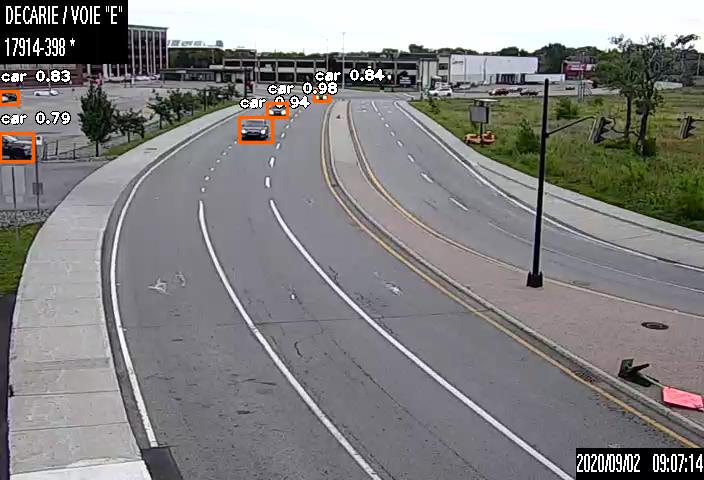 DECARIE / VOIE "E"
17914-398 *
car 0.83
car 0.84
car 0.98
car 0.94
car 0.79
2020/09/02 09:07:14